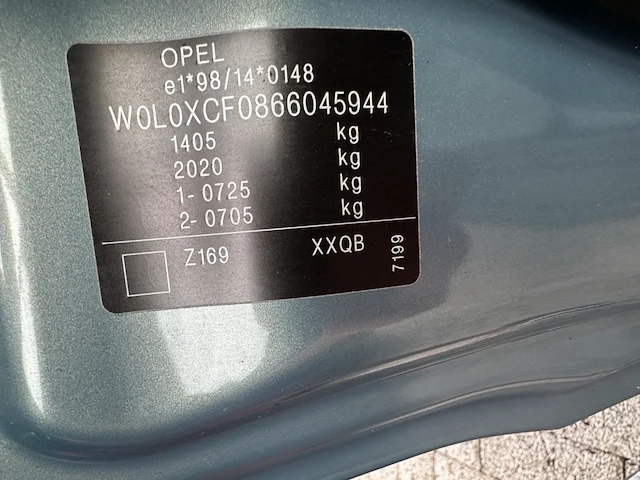 OPEL
e1*98/14*0148
W0L0XCF0866045944
1405 kg
2020 kg
1- 0725 kg
2- 0705 kg
Z169 XXQB 7199